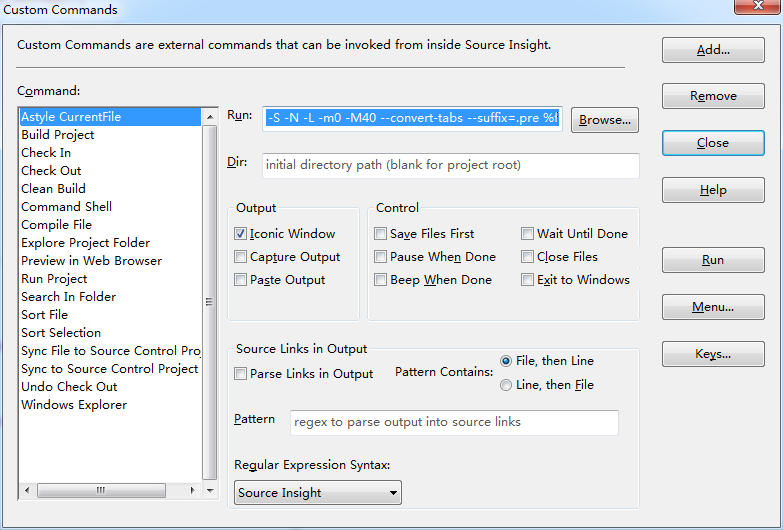 Custom Commands
Custom Commands are external commands that can be invoked from inside Source Insight.
Command:
Astyle CurrentFile
Build Project
Check In
Check Out
Clean Build
Command Shell
Compile File
Explore Project Folder
Preview in Web Browser
Run Project
Search In Folder
Sort File
Sort Selection
Sync File to Source Control Proj
Sync to Source Control Project
Undo Check Out
Windows Explorer
Run:
-S -N -L -m0 -M40 --convert-tabs --suffix=.pre %f
Browse...
Dir:
initial directory path (blank for project root)
Output
Iconic Window
Capture Output
Paste Output
Control
Save Files First
Wait Until Done
Pause When Done
Close Files
Beep When Done
Exit to Windows
Source Links in Output
Parse Links in Output
Pattern Contains:
File, then Line
Line, then File
Pattern
regex to parse output into source links
Regular Expression Syntax:
Source Insight
Add...
Remove
Close
Help
Run
Menu...
Keys...